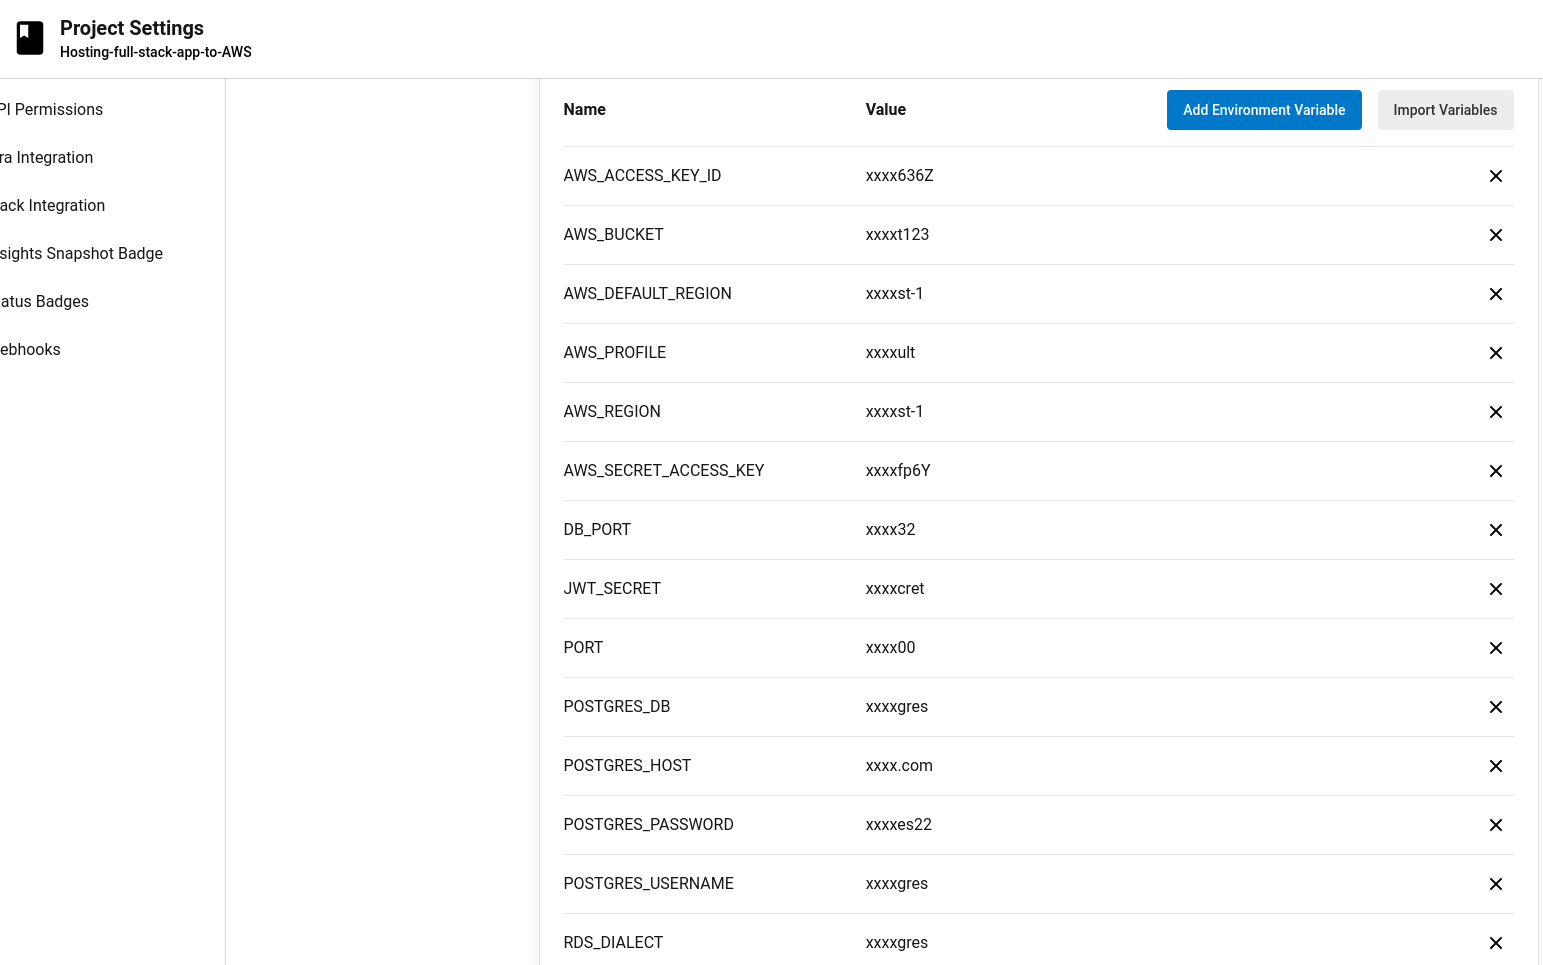 Project Settings
Hosting-full-stack-app-to-AWS
PI Permissions
ra Integration
ack Integration
sights Snapshot Badge
atus Badges
ebhooks
Name Value Add Environment Variable Import Variables
AWS_ACCESS_KEY_ID xxxx636Z
AWS_BUCKET xxxxt123
AWS_DEFAULT_REGION xxxxst-1
AWS_PROFILE xxxxult
AWS_REGION xxxxst-1
AWS_SECRET_ACCESS_KEY xxxxfp6Y
DB_PORT xxxx32
JWT_SECRET xxxxcret
PORT xxxx00
POSTGRES_DB xxxxgres
POSTGRES_HOST xxxx.com
POSTGRES_PASSWORD xxxxes22
POSTGRES_USERNAME xxxxgres
RDS_DIALECT xxxxgres